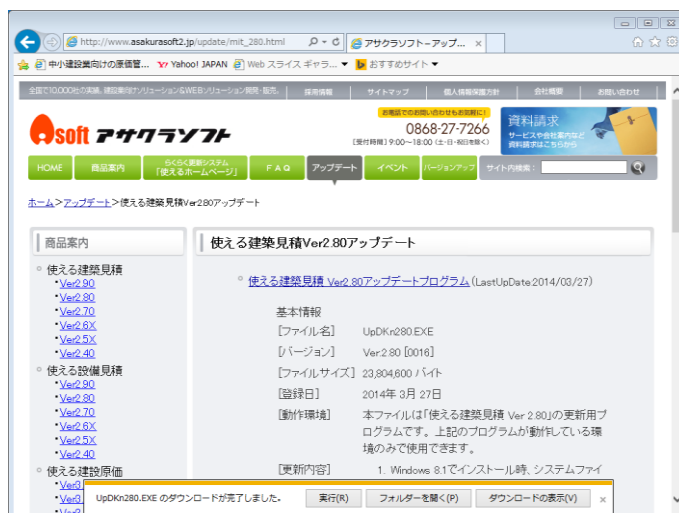 http://www.asakurasoft2.jp/update/mit_280.html
アサクラソフト－アップ...
中小建設業向けの原価管...
Yahoo! JAPAN
Web スライス ギャラ...
おすすめサイト
全国で10,000社の実績。建設業向けソリューション&WEBソリューション開発・販売。
採用情報
サイトマップ
個人情報保護方針
会社概要
お問い合わせ
お電話でのお問い合わせもお気軽に!
0868-27-7266
[受付時間] 9:00～18:00 (土・日・祝日を除く)
資料請求
サービスや会社案内など
資料請求はこちらから
Asoft アサクラソフト
HOME
商品案内
らくらく更新システム
「使えるホームページ」
FAQ
アップデート
イベント
バージョンアップ
サイト内検索：
ホーム>アップデート>使える建築見積Ver2.80アップデート
商品案内
使える建築見積
・Ver2.90
・Ver2.80
・Ver2.70
・Ver2.6X
・Ver2.5X
・Ver2.40
使える設備見積
・Ver2.90
・Ver2.80
・Ver2.70
・Ver2.6X
・Ver2.5X
・Ver2.40
使える建設原価
使える建築見積Ver2.80アップデート
使える建築見積 Ver2.80アップデートプログラム (LastUpDate:2014/03/27)
基本情報
[ファイル名] UpDKn280.EXE
[バージョン] Ver.2.80 [0016]
[ファイルサイズ] 23,804,600 バイト
[登録日] 2014年 3月 27日
[動作環境] 本ファイルは「使える建築見積 Ver 2.80」の更新用プ
ログラムです。上記のプログラムが動作している環
境のみで使用できます。
[更新内容] 1. Windows 8.1でインストール時、システムファイ
UpDKn280.EXE のダウンロードが完了しました。
実行(R)
フォルダーを開く(P)
ダウンロードの表示(V)